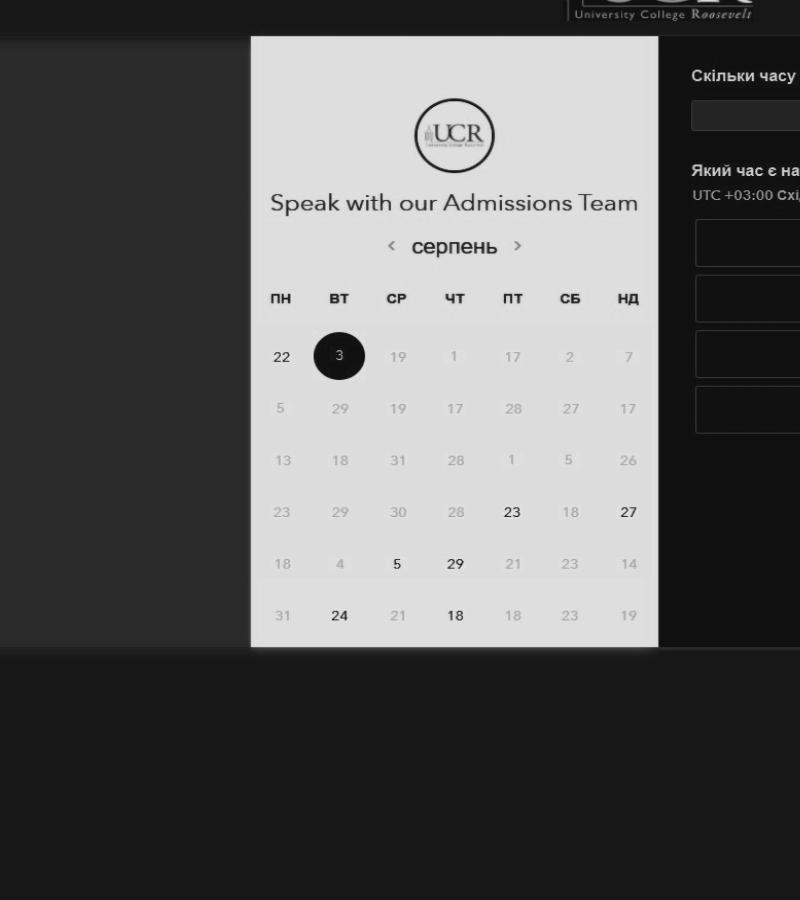 University College Roosevelt
UCR
Speak with our Admissions Team
< серпень >
ПН ВТ СР ЧТ ПТ СБ НД
22 3 19 1 17 2 7
5 29 19 17 28 27 17
13 18 31 28 1 5 26
23 29 30 28 23 18 27
18 4 5 29 21 23 14
31 24 21 18 18 23 19
Скільки часу
Який час є на
UTC +03:00